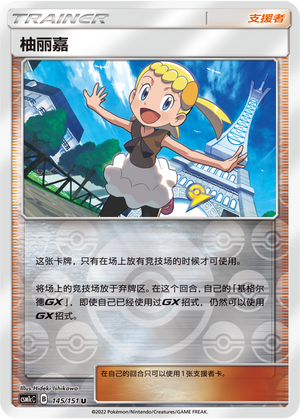 TRAINER
支援者
柚丽嘉
Illus. Hideki Ishikawa
这张卡牌，只有在场上放有竞技场的时候才可使用。
将场上的竞技场放于弃牌区。在这个回合，自己的「基格尔
德GX」，即使自己已经使用过GX招式，仍然可以使用
GX招式。
在自己的回合只可以使用1张支援者卡。
CSM1cC D 145/151 U
©2022 Pokémon/Nintendo/Creatures/GAME FREAK.